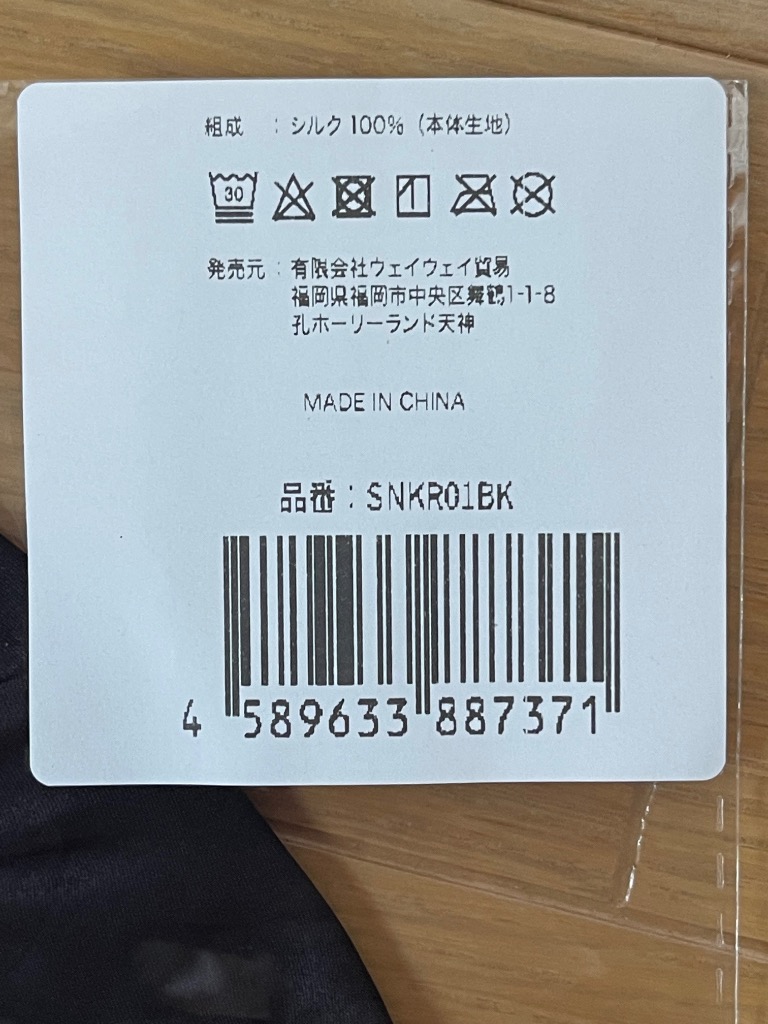 組成 : シルク 100% (本体生地)
30
発売元 : 有限会社ウェイウェイ貿易
福岡県福岡市中央区舞鶴1-1-8
孔ホーリーランド天神
MADE IN CHINA
品番 : SNKR01BK
4 589633 887371